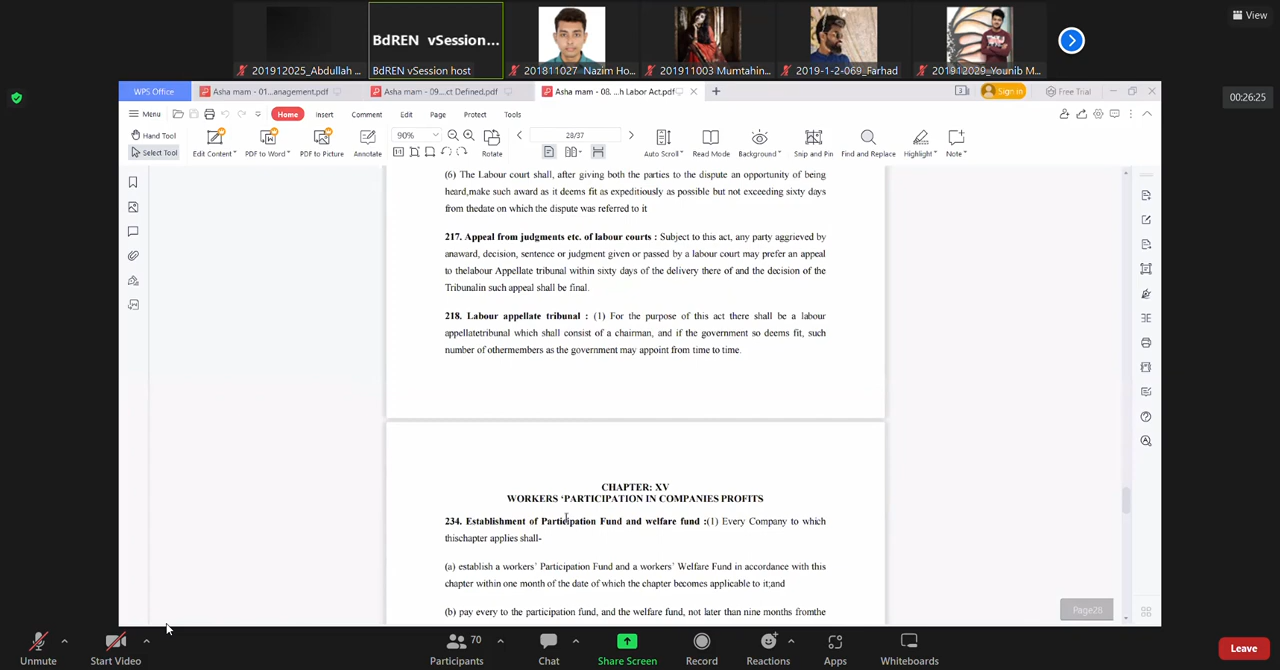 View
BdREN vSession...
201912025_Abdullah ...
BdREN vSession host
201811027_Nazim Ho...
201911003 Mumtahin...
2019-1-2-069_Farhad
201912029_Younib M...
00:26:25
WPS Office
Asha mam - 01...anagement.pdf
Asha mam - 09....ct Defined.pdf
Asha mam - 08. ...h Labor Act.pdf
Sign in
Free Trial
Menu
Home
Insert
Comment
Edit
Page
Protect
Tools
Hand Tool
Select Tool
Edit Content
PDF to Word
PDF to Picture
Annotate
90%
Rotate
28/37
Auto Scroll
Read Mode
Background
Snip and Pin
Find and Replace
Highlight
Note
(6) The Labour court shall, after giving both the parties to the dispute an opportunity of being
heard,make such award as it deems fit as expeditiously as possible but not exceeding sixty days
from thedate on which the dispute was referred to it
217. Appeal from judgments etc. of labour courts : Subject to this act, any party aggrieved by
anaward, decision, sentence or judgment given or passed by a labour court may prefer an appeal
to thelabour Appellate tribunal within sixty days of the delivery there of and the decision of the
Tribunalin such appeal shall be final.
218. Labour appellate tribunal : (1) For the purpose of this act there shall be a labour
appellatetribunal which shall consist of a chairman, and if the government so deems fit, such
number of othermembers as the government may appoint from time to time.
CHAPTER: XV
WORKERS ‘PARTICIPATION IN COMPANIES PROFITS
234. Establishment of Participation Fund and welfare fund :(1) Every Company to which
thischapter applies shall-
(a) establish a workers’ Participation Fund and a workers’ Welfare Fund in accordance with this
chapter within one month of the date of which the chapter becomes applicable to it;and
(b) pay every to the participation fund, and the welfare fund, not later than nine months fromthe
Page28
Unmute
Start Video
Participants
70
Chat
Share Screen
Record
Reactions
Apps
Whiteboards
Leave